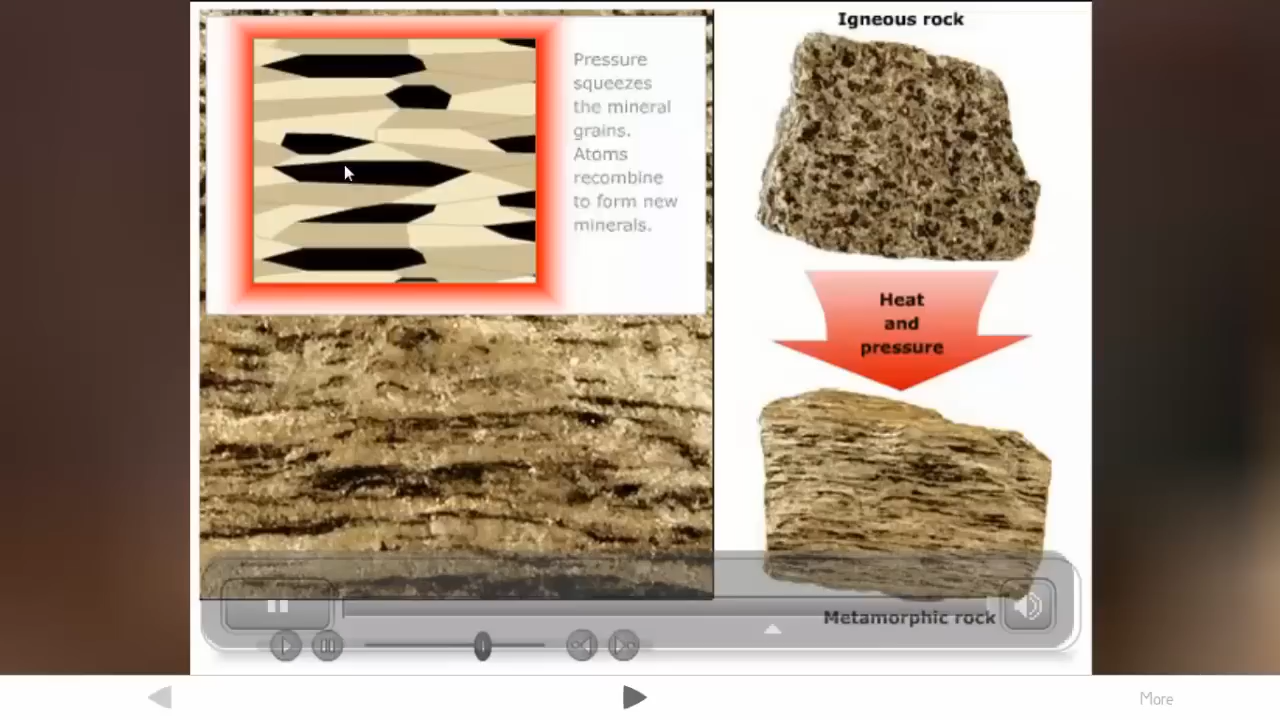 Pressure
squeezes
the mineral
grains.
Atoms
recombine
to form new
minerals.
Igneous rock
Heat
and
pressure
Metamorphic rock
More